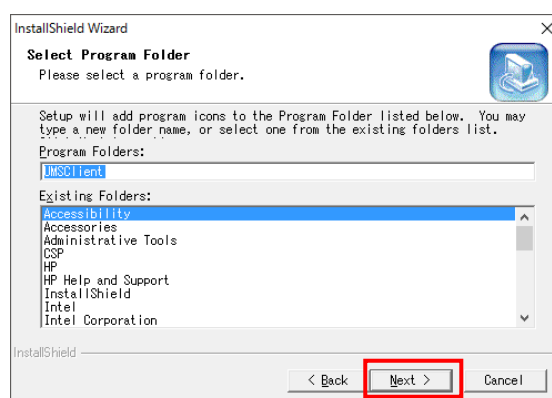 InstallShield Wizard
Select Program Folder
Please select a program folder.
Setup will add program icons to the Program Folder listed below. You may
type a new folder name, or select one from the existing folders list.
Program Folders:
UMSClient
Existing Folders:
Accessibility
Accessories
Administrative Tools
CSP
HP
HP Help and Support
InstallShield
Intel
Intel Corporation
InstallShield
< Back
Next >
Cancel